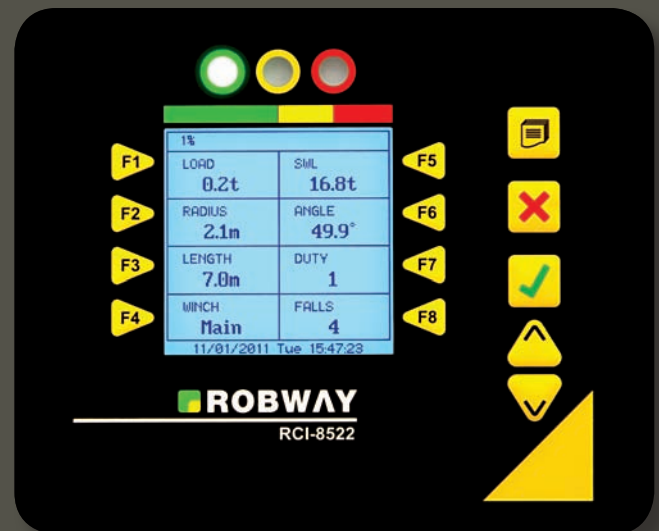 1%
F1
LOAD
0.2t
SWL
16.8t
F5
F2
RADIUS
2.1m
ANGLE
49.9°
F6
F3
LENGTH
7.0m
DUTY
1
F7
F4
WINCH
Main
FALLS
4
F8
11/01/2011 Tue 15:47:23
ROBWAY
RCI-8522